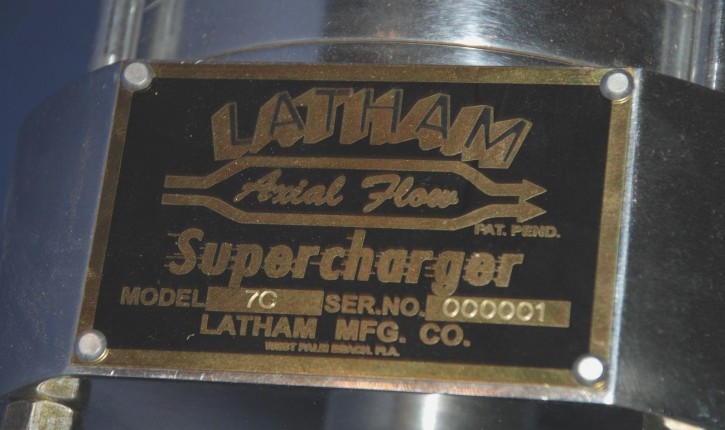 LATHAM
Axial Flow
PAT. PEND.
Supercharger
MODEL 7C SER.NO. 000001
LATHAM MFG. CO.
WEST PALM BEACH, FLA.